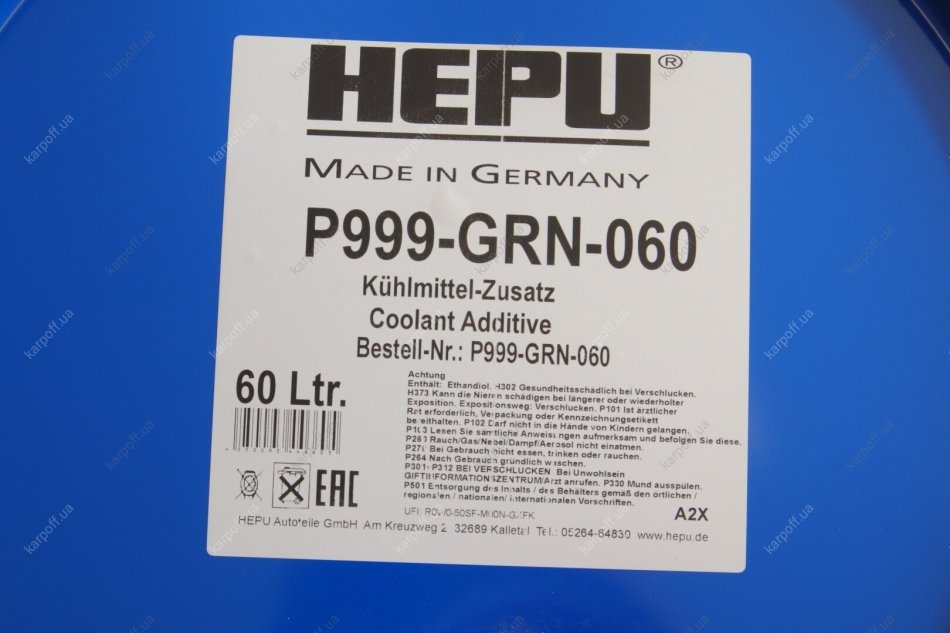 HEPU®
MADE IN GERMANY
P999-GRN-060
Kühlmittel-Zusatz
Coolant Additive
Bestell-Nr.: P999-GRN-060
60 Ltr.
Achtung
Enthält: Ethandiol. H302 Gesundheitsschädlich bei Verschlucken.
H373 Kann die Nieren schädigen bei längerer oder wiederholter
Exposition. Expositionsweg: Verschlucken. P101 Ist ärztlicher
Rat erforderlich, Verpackung oder Kennzeichnungsetikett
bereithalten. P102 Darf nicht in die Hände von Kindern gelangen.
P103 Lesen Sie sämtliche Anweisungen aufmerksam und befolgen Sie diese.
P260 Rauch/Gas/Nebel/Dampf/Aerosol nicht einatmen.
P270 Bei Gebrauch nicht essen, trinken oder rauchen.
P264 Nach Gebrauch gründlich waschen.
P301+P312 BEI VERSCHLUCKEN Bei Unwohlsein
GIFTINFORMATIONSZENTRUM/Arzt anrufen. P330 Mund ausspülen.
P501 Entsorgung des Inhalts / des Behälters gemäß den örtlichen /
regionalen / nationalen/ internationalen Vorschriften.
EAC
UFI:
A2X
HEPU Autoteile GmbH Am Kreuzweg 2 32689 Kalletal Tel.: 05264-64830 www.hepu.de
karpoff.ua